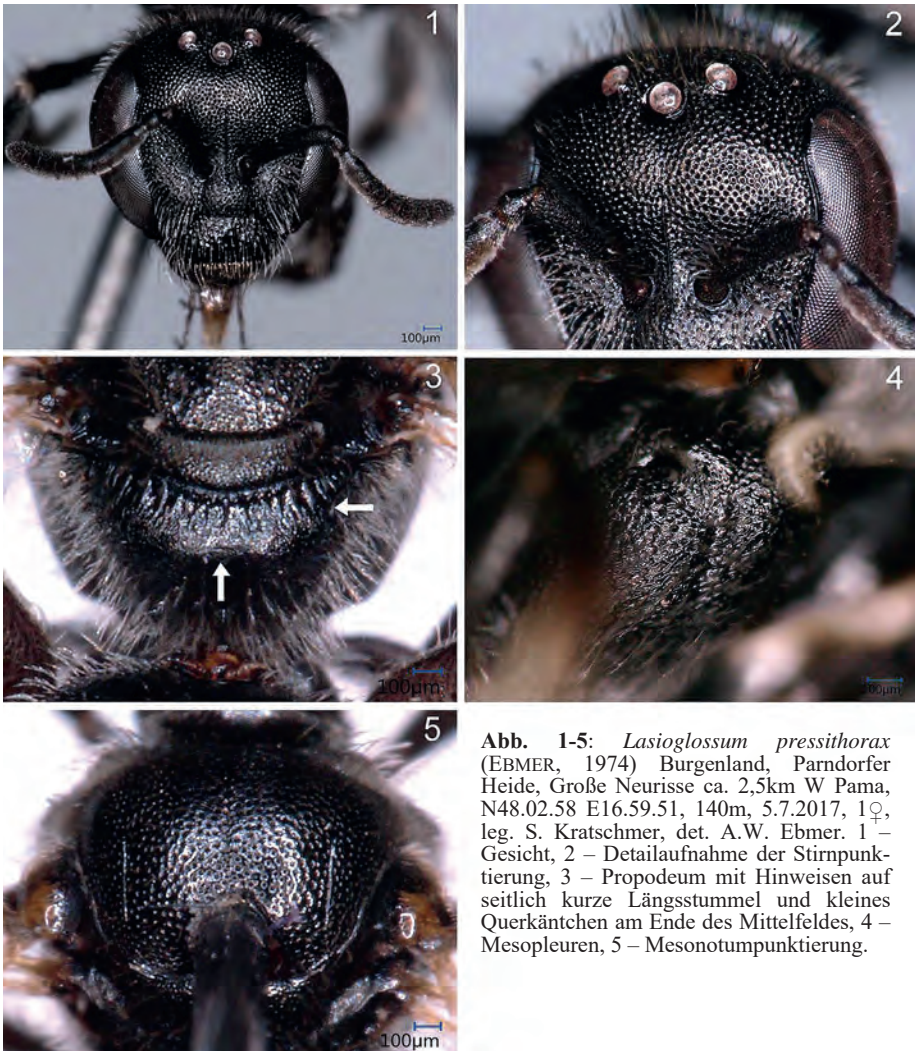 1
100µm
2
3
100µm
4
100µm
5
100µm
Abb. 1-5: Lasioglossum pressithorax
(EBMER, 1974) Burgenland, Parndorfer
Heide, Große Neurisse ca. 2,5km W Pama,
N48.02.58 E16.59.51, 140m, 5.7.2017, 1♀,
leg. S. Kratschmer, det. A.W. Ebmer. 1 –
Gesicht, 2 – Detailaufnahme der Stirnpunk-
tierung, 3 – Propodeum mit Hinweisen auf
seitlich kurze Längsstummel und kleines
Querkäntchen am Ende des Mittelfeldes, 4 –
Mesopleuren, 5 – Mesonotumpunktierung.